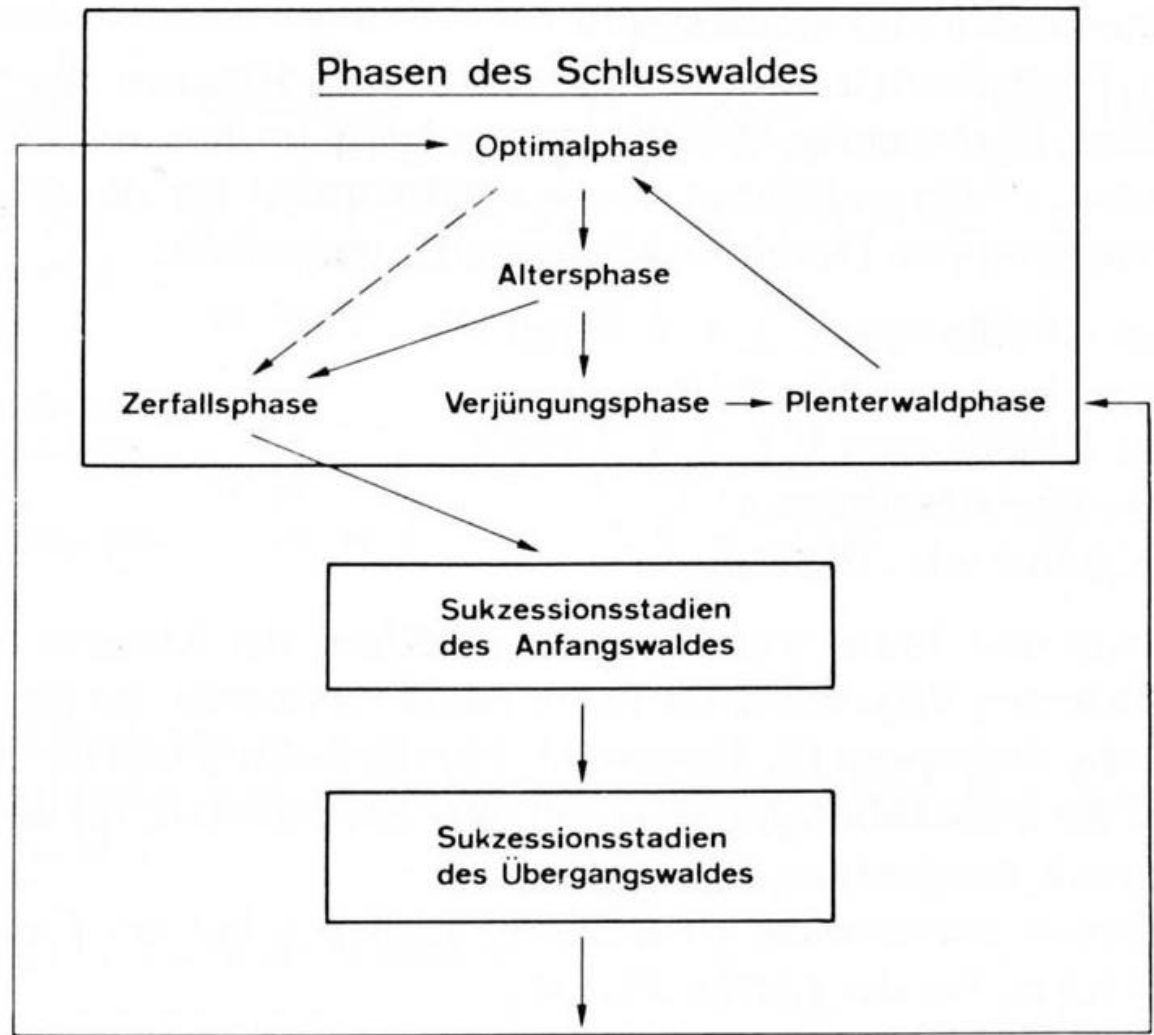 Phasen des Schlusswaldes
Optimalphase
Altersphase
Zerfallsphase Verjüngungsphase Plenterwaldphase
Sukzessionsstadien
des Anfangswaldes
Sukzessionsstadien
des Übergangswaldes